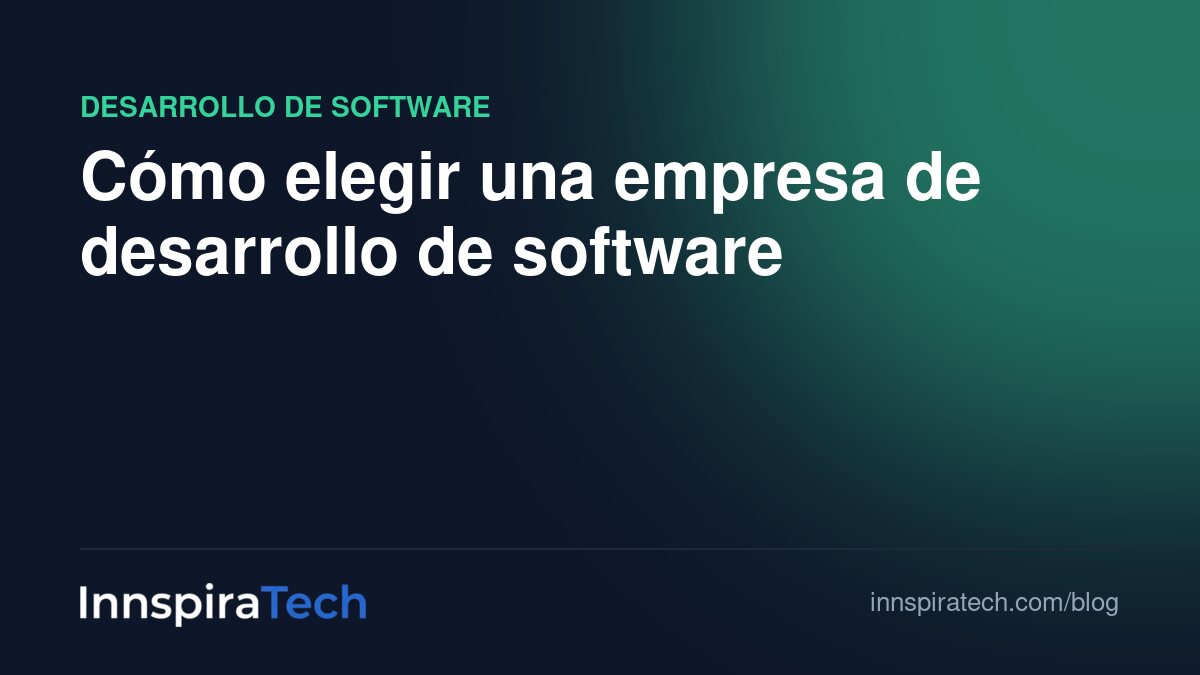 DESARROLLO DE SOFTWARE
Cómo elegir una empresa de
desarrollo de software
InnspiraTech
innspiratech.com/blog